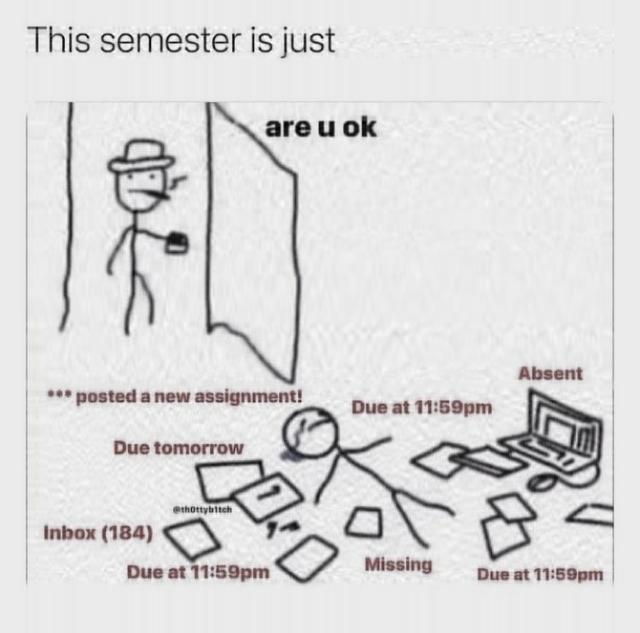 This semester is just
are u ok
Absent
*** posted a new assignment!
Due at 11:59pm
Due tomorrow
@th0ttyb1tch
Inbox (184)
Missing
Due at 11:59pm
Due at 11:59pm